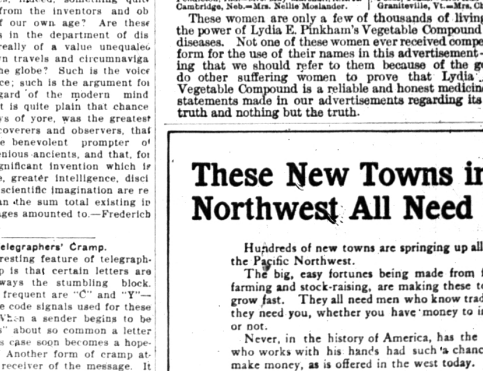 from the inventors and ob
of our own age? Are these
in the department of dis
really of a value unequaled
n travels and circumnaviga
he globe? Such is the voice
ce; such is the argument for
gard of the modern mind
t is quite plain that chance
s of yore, was the greatest
coverers and observers, that
e benevolent prompter of
enious ancients, and that, for
gnificant invention which is
e, greater intelligence, disci
scientific imagination are re
an the sum total existing in
ages amounted to.—Frederich
elegraphers' Cramp.
resting feature of telegraph-
p is that certain letters are
ways the stumbling block.
frequent are "C" and "Y"—
e code signals used for these
When a sender begins to be
s" about so common a letter
s case soon becomes a hope-
Another form of cramp at-
receiver of the message. It
Cambridge, Neb.—Mrs. Nellie Moslander.
Graniteville, Vt.—Mrs. Ch
These women are only a few of thousands of living
the power of Lydia E. Pinkham's Vegetable Compound
diseases. Not one of these women ever received compe
form for the use of their names in this advertisement-
ing that we should refer to them because of the g
do other suffering women to prove that Lydia
Vegetable Compound is a reliable and honest medicin
statements made in our advertisements regarding its
truth and nothing but the truth.
These New Towns in
Northwest All Need
Hundreds of new towns are springing up all
the Pacific Northwest.
The big, easy fortunes being made from f
farming and stock-raising, are making these to
grow fast. They all need men who know trad
they need you, whether you have money to in
or not.
Never, in the history of America, has the
who works with his hands had such a chanc
make money, as is offered in the west today.